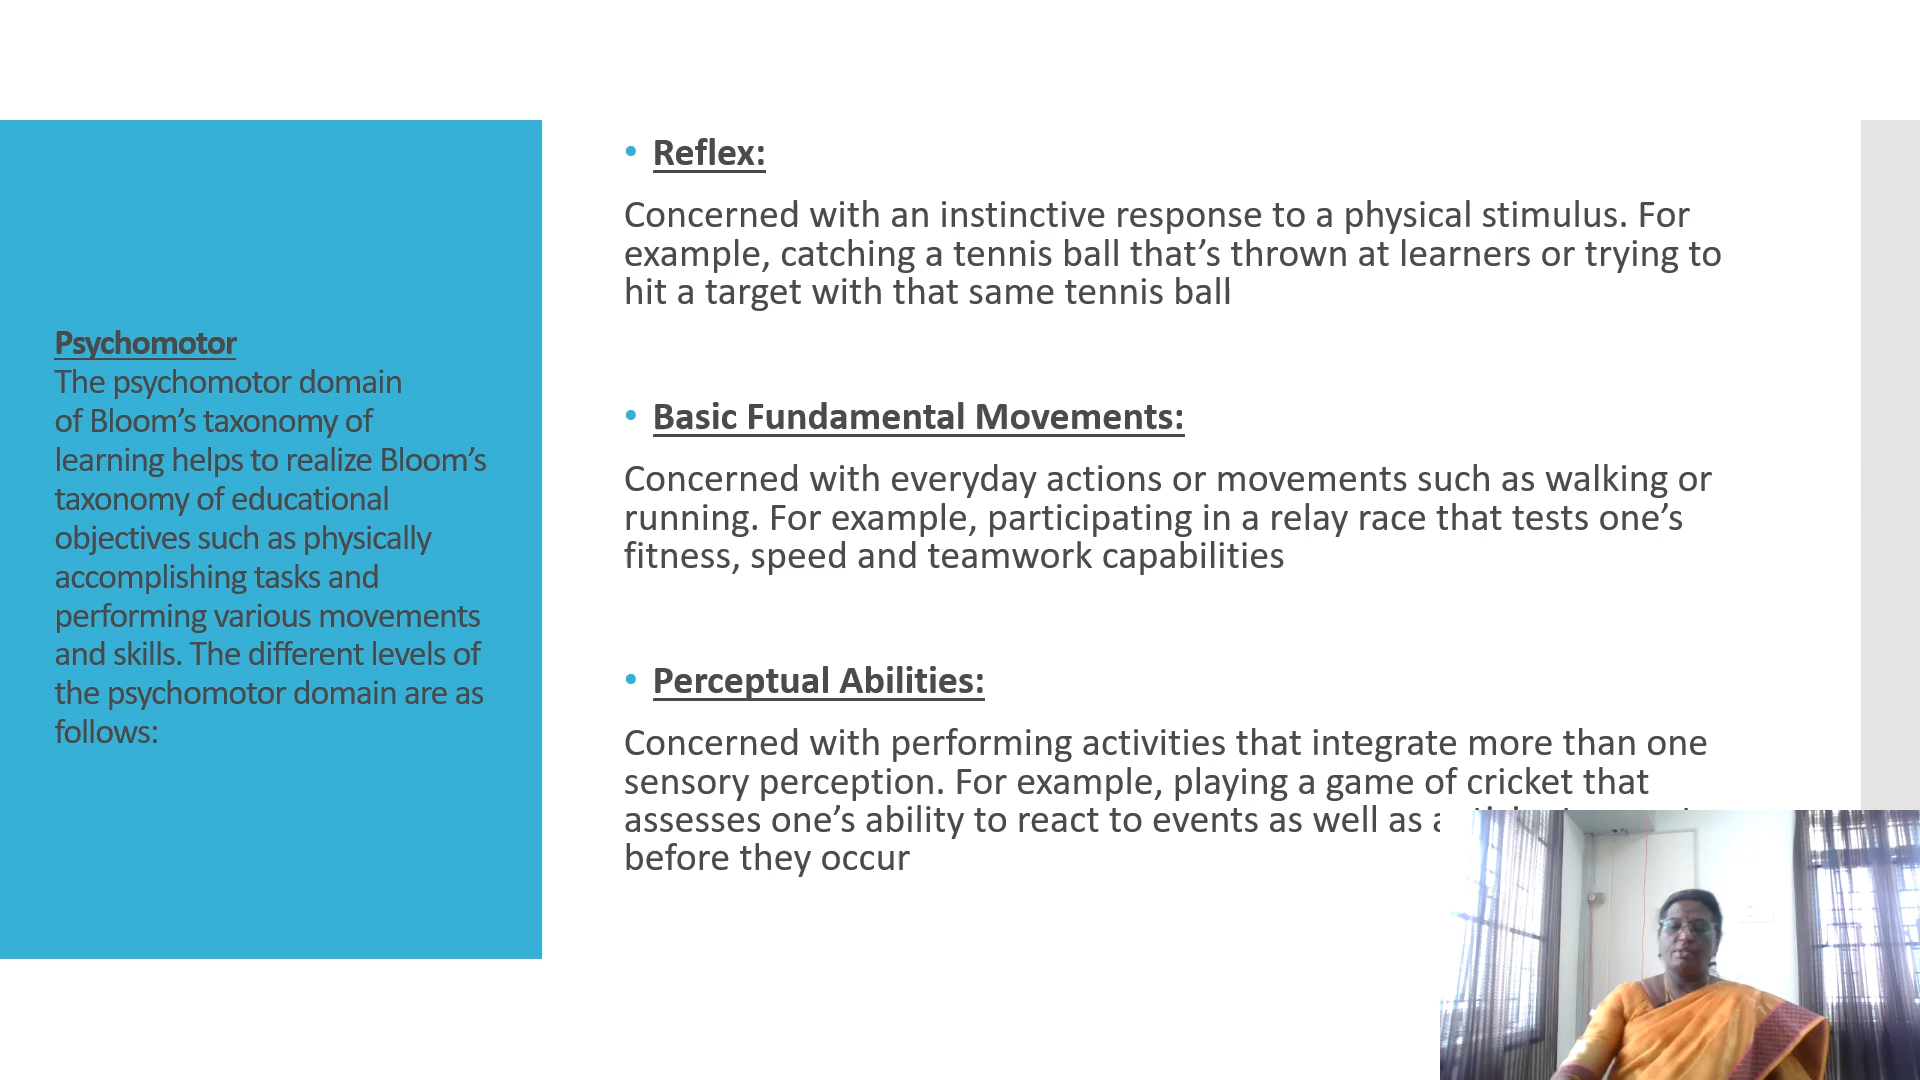 Psychomotor
The psychomotor domain
of Bloom’s taxonomy of
learning helps to realize Bloom’s
taxonomy of educational
objectives such as physically
accomplishing tasks and
performing various movements
and skills. The different levels of
the psychomotor domain are as
follows:
• Reflex:
Concerned with an instinctive response to a physical stimulus. For
example, catching a tennis ball that’s thrown at learners or trying to
hit a target with that same tennis ball
• Basic Fundamental Movements:
Concerned with everyday actions or movements such as walking or
running. For example, participating in a relay race that tests one’s
fitness, speed and teamwork capabilities
• Perceptual Abilities:
Concerned with performing activities that integrate more than one
sensory perception. For example, playing a game of cricket that
assesses one’s ability to react to events as well as
before they occur